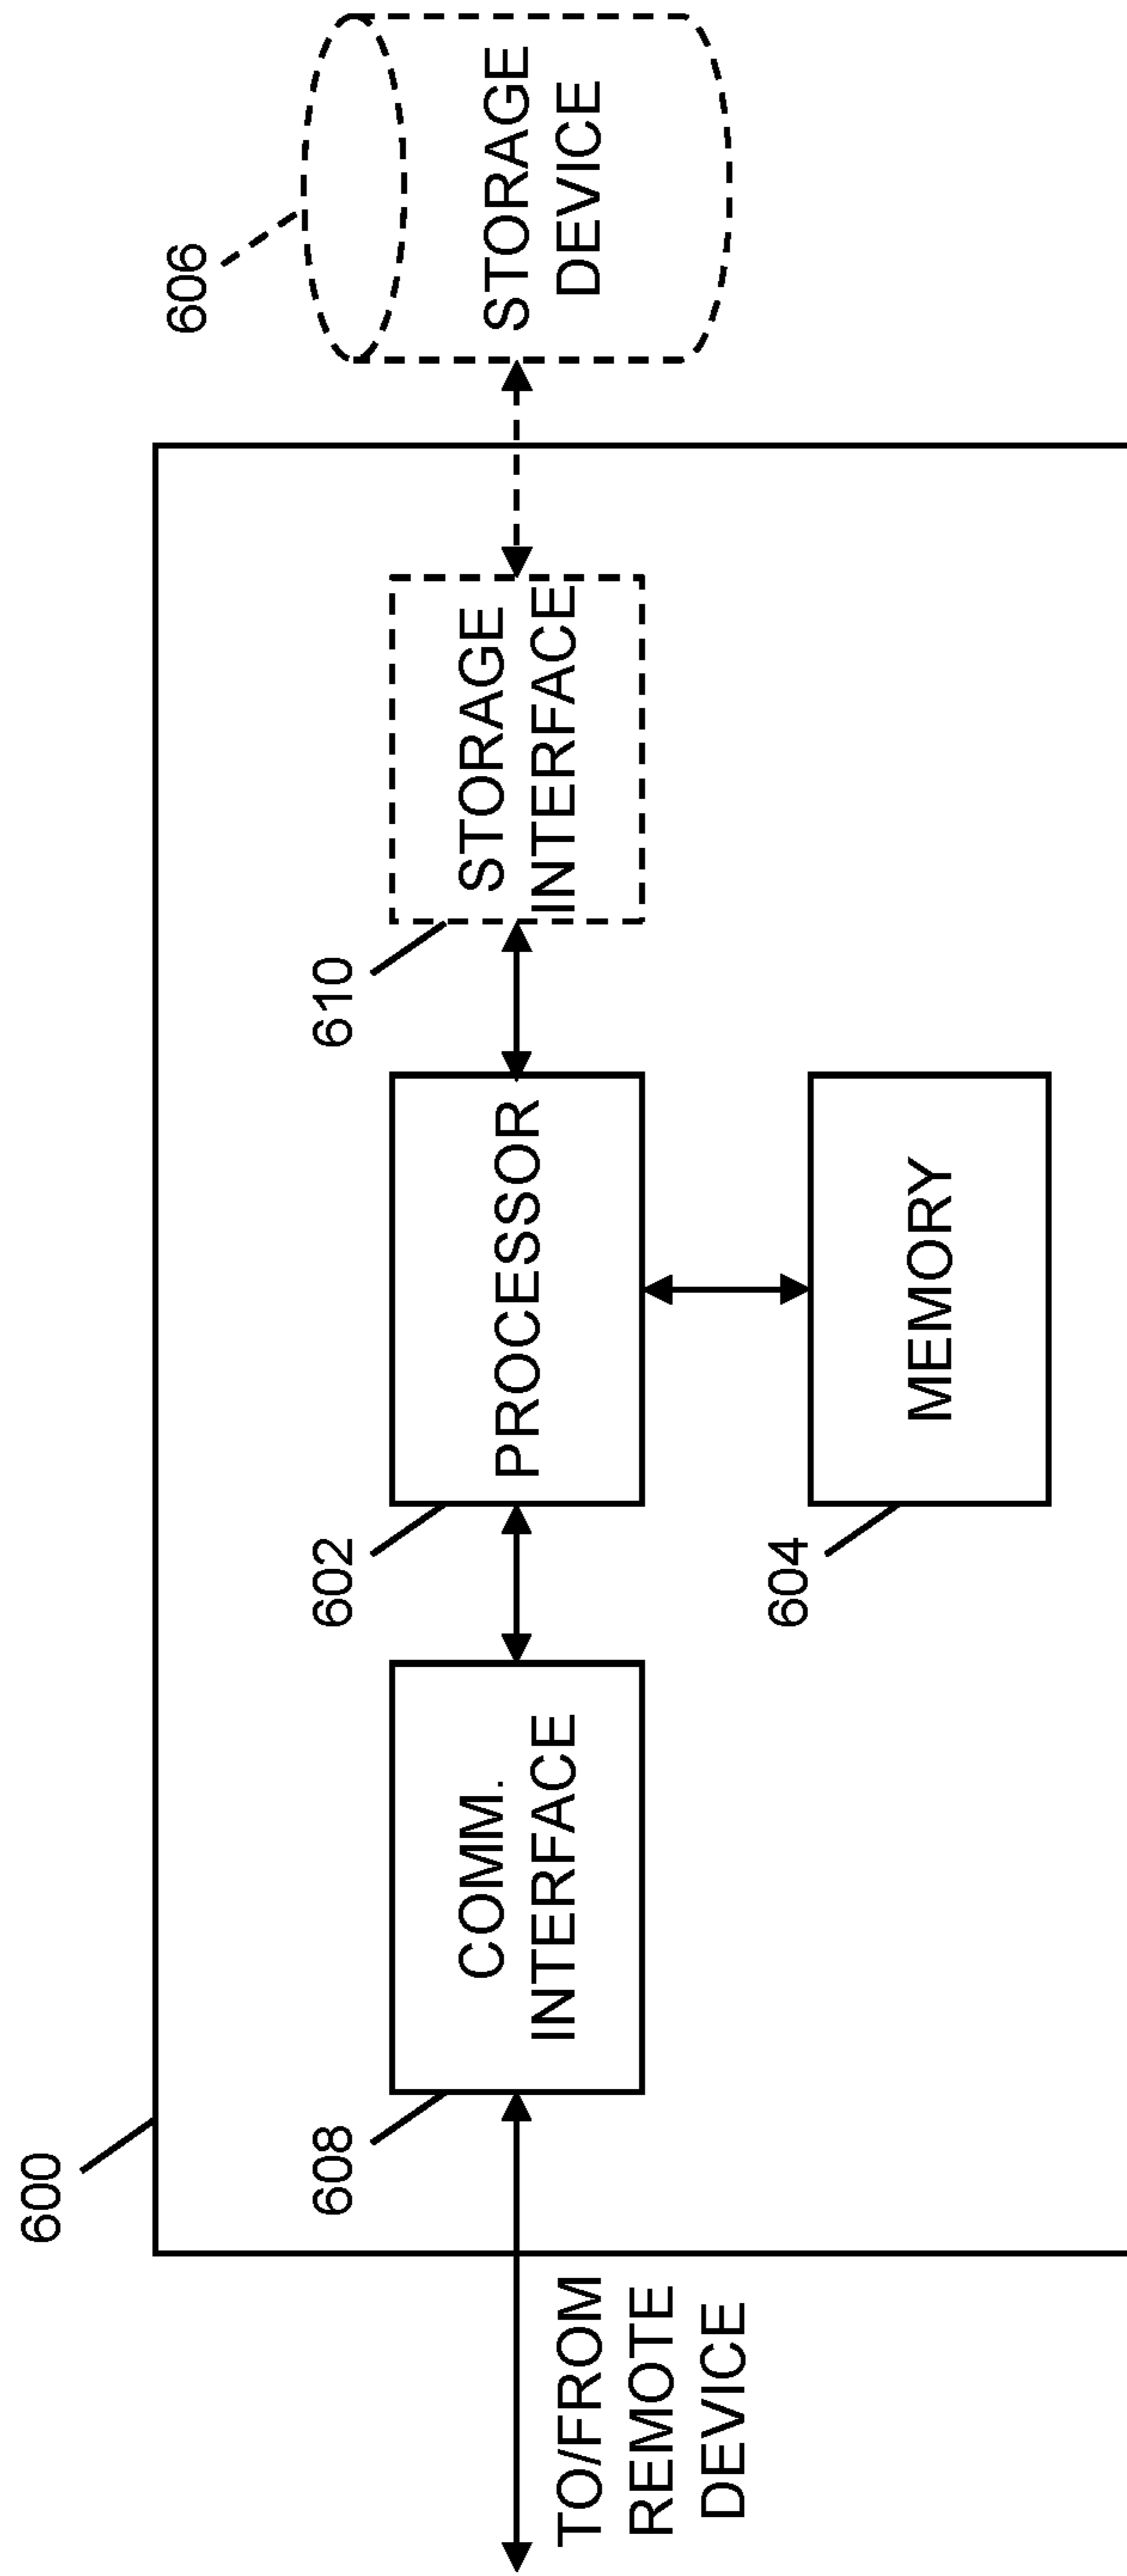 600
608
COMM.
INTERFACE
TO/FROM
REMOTE
DEVICE
602
PROCESSOR
604
MEMORY
610
STORAGE
INTERFACE
606
STORAGE
DEVICE